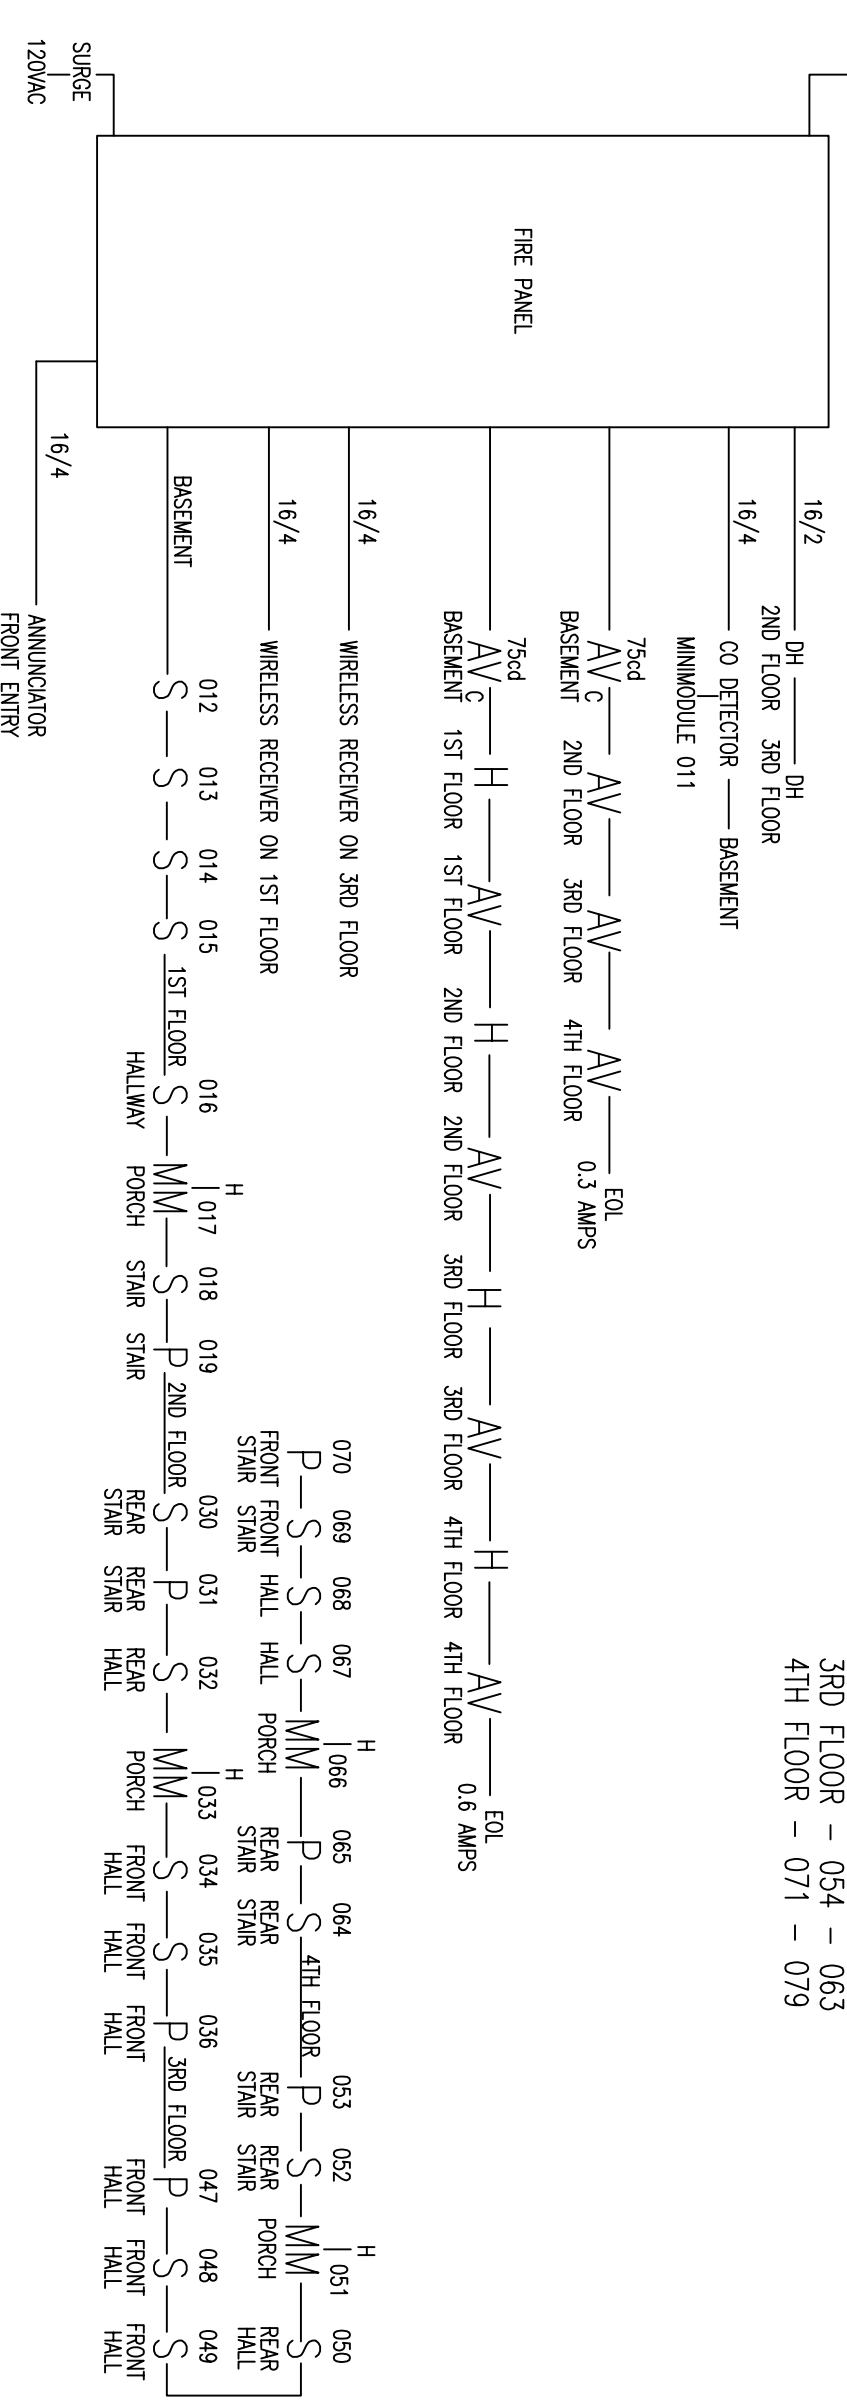 3RD FLOOR - 054 - 063
4TH FLOOR - 071 - 079
16/2
DH DH
2ND FLOOR 3RD FLOOR
16/4
CO DETECTOR BASEMENT
MINIMODULE 011
75cd
AV C AV AV AV EOL
BASEMENT 2ND FLOOR 3RD FLOOR 4TH FLOOR 0.3 AMPS
FIRE PANEL
75cd
AV C H AV H AV H AV H AV EOL
BASEMENT 1ST FLOOR 1ST FLOOR 2ND FLOOR 2ND FLOOR 3RD FLOOR 3RD FLOOR 4TH FLOOR 4TH FLOOR 0.6 AMPS
16/4
WIRELESS RECEIVER ON 3RD FLOOR
16/4
WIRELESS RECEIVER ON 1ST FLOOR
H H
070 069 068 067 066 065 064 053 052 051 050
P S S S MM P S 4TH FLOOR P S MM S
FRONT FRONT HALL HALL PORCH REAR REAR REAR REAR PORCH REAR
STAIR STAIR STAIR STAIR STAIR STAIR HALL
H H
012 013 014 015 016 017 018 019 030 031 032 033 034 035 036 047 048 049
BASEMENT S S S S 1ST FLOOR S MM S P 2ND FLOOR S P S MM S S P 3RD FLOOR P S S
HALLWAY PORCH STAIR STAIR REAR REAR REAR PORCH FRONT FRONT FRONT FRONT FRONT FRONT
STAIR STAIR HALL HALL HALL HALL HALL HALL HALL
SURGE
120VAC
16/4
ANNUNCIATOR
FRONT ENTRY